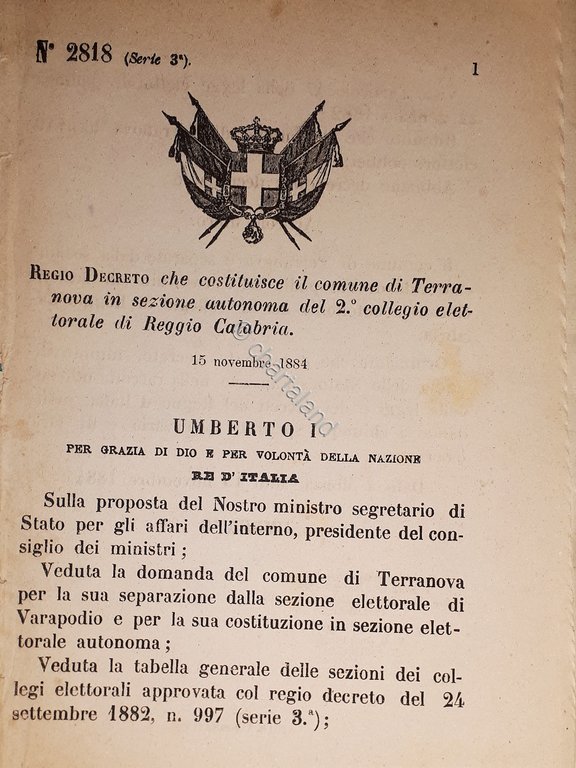 N° 2818 (Serie 3ª).
1
REGIO DECRETO che costituisce il comune di Terra-
nova in sezione autonoma del 2.° collegio elet-
torale di Reggio Calabria.
15 novembre 1884
© chartaland
UMBERTO I
PER GRAZIA DI DIO E PER VOLONTÀ DELLA NAZIONE
RE D'ITALIA
Sulla proposta del Nostro ministro segretario di
Stato per gli affari dell'interno, presidente del con-
siglio dei ministri;
Veduta la domanda del comune di Terranova
per la sua separazione dalla sezione elettorale di
Varapodio e per la sua costituzione in sezione elet-
torale autonoma;
Veduta la tabella generale delle sezioni dei col-
legi elettorali approvata col regio decreto del 24
settembre 1882, n. 997 (serie 3.ª);